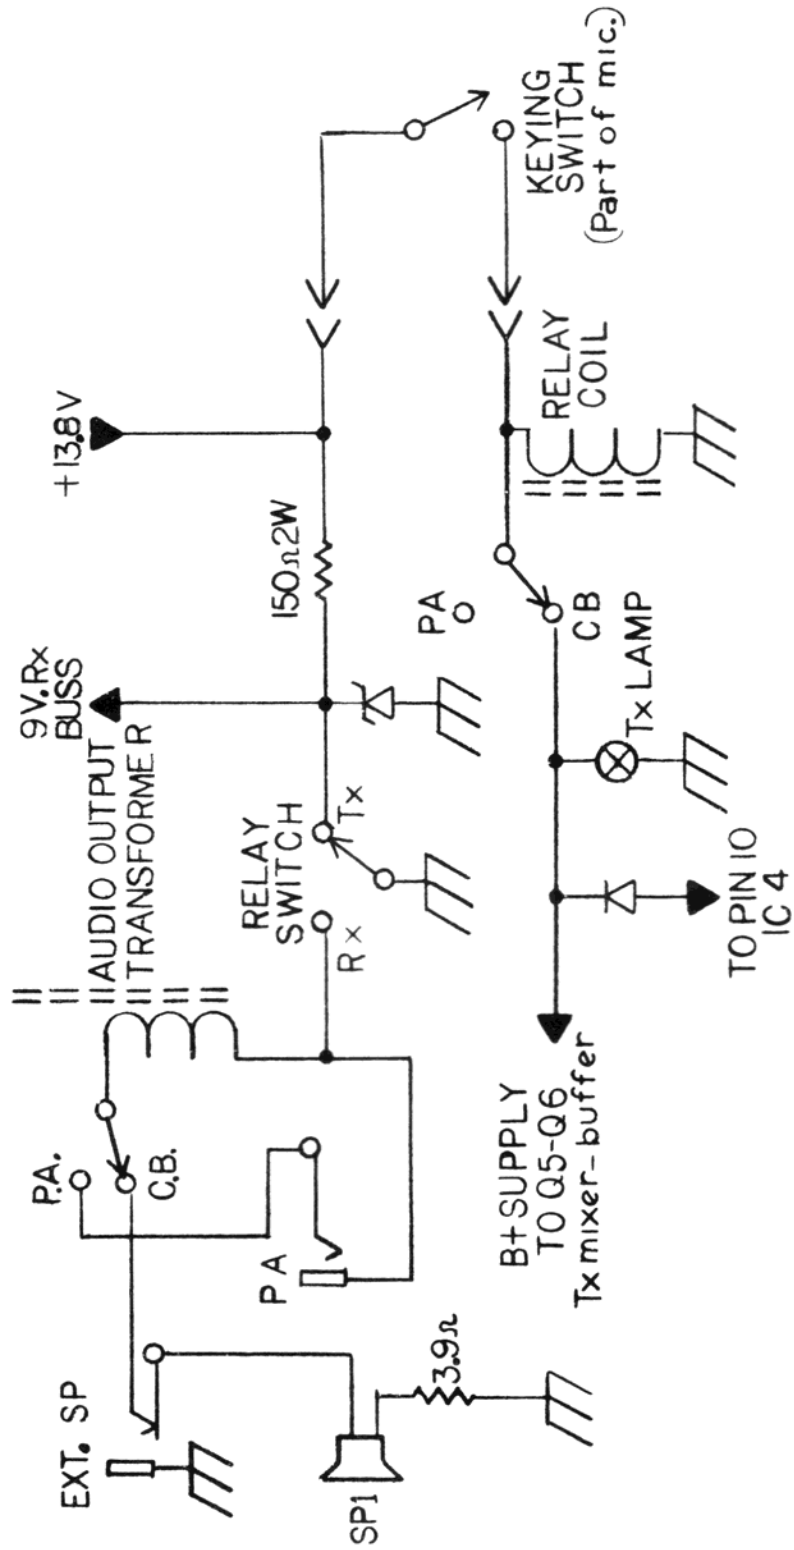 EXT. SP
P.A.
C.B.
P A
SP1
3.9Ω
AUDIO OUTPUT
TRANSFORMER
9V.Rx
BUSS
+13.8V
RELAY
SWITCH
Rx
Tx
150Ω2W
PA
CB
RELAY
COIL
KEYING
SWITCH
(Part of mic.)
Tx LAMP
TO PIN 10
IC 4
B+ SUPPLY
TO Q5-Q6
Tx mixer-buffer